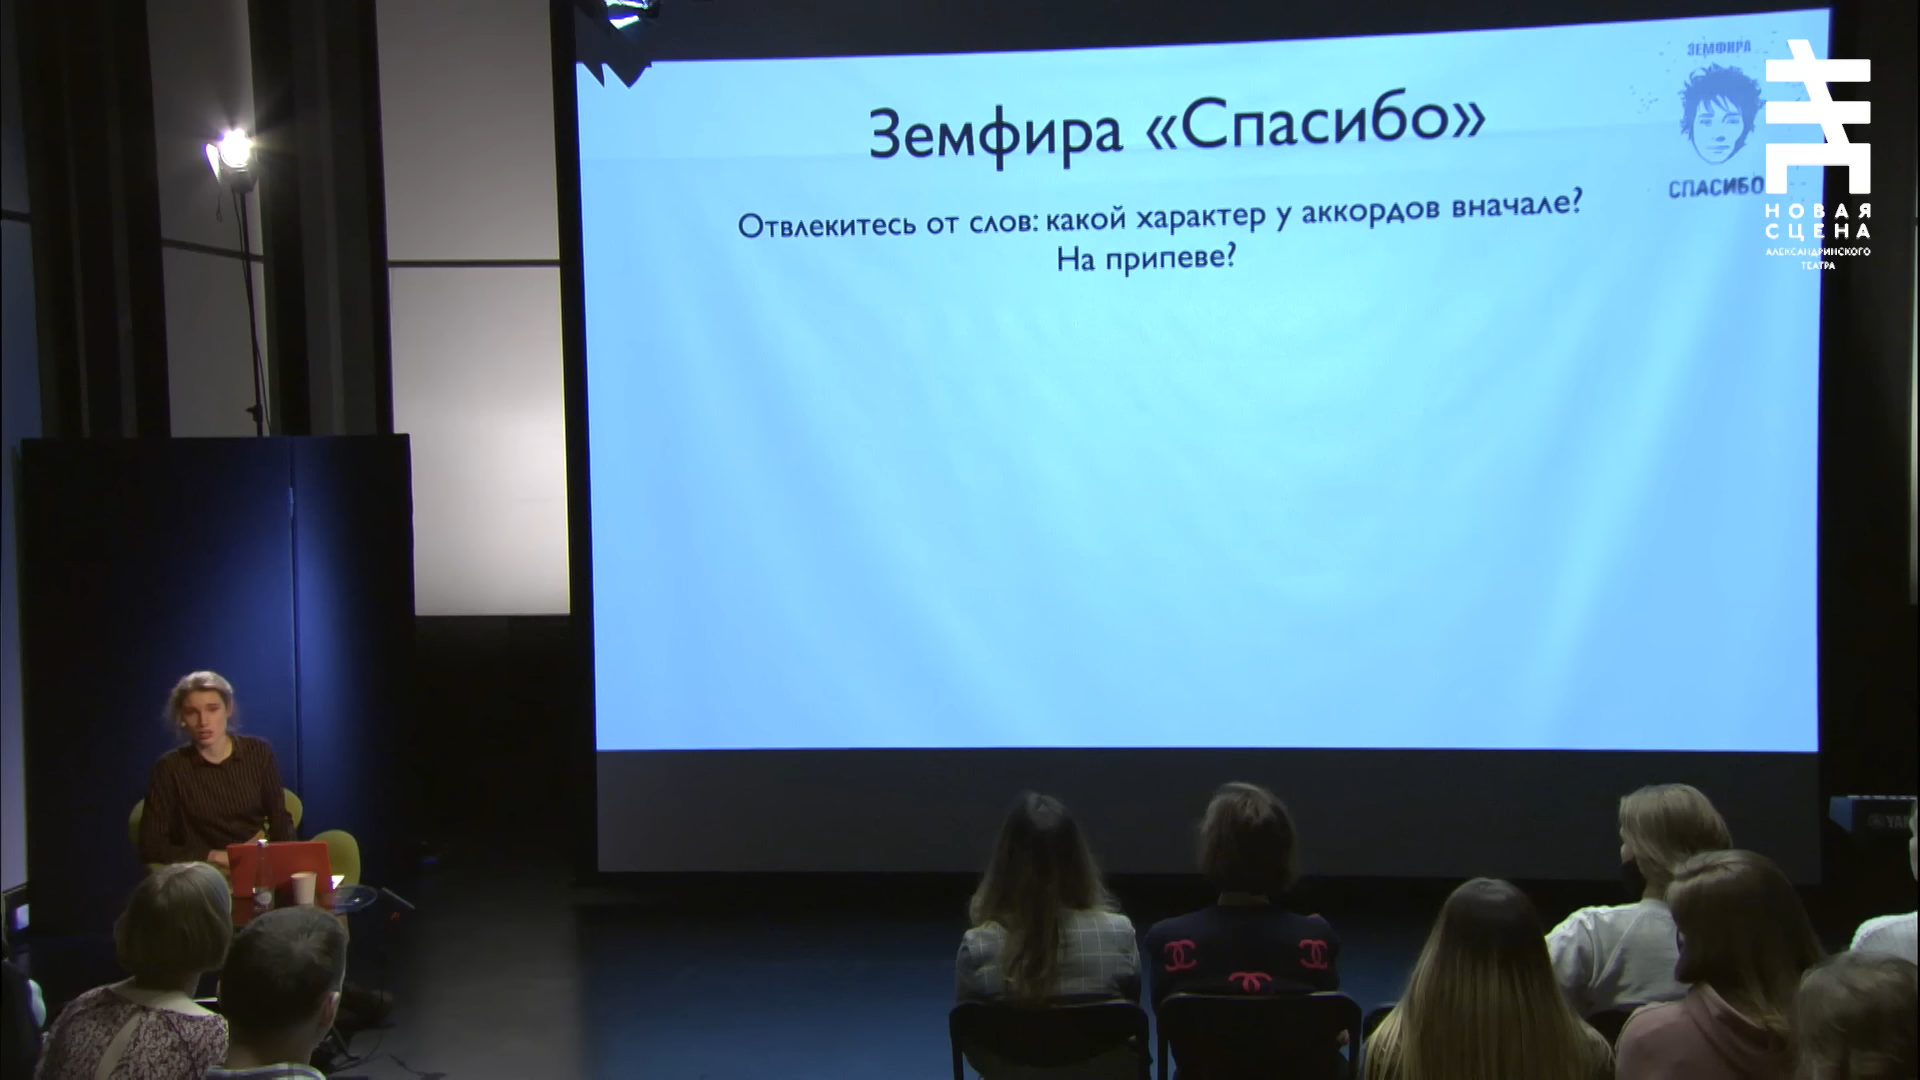 Земфира «Спасибо»
Отвлекитесь от слов: какой характер у аккордов вначале?
На припеве?
ЗЕМФИРА
СПАСИБО
НОВАЯ
СЦЕНА
АЛЕКСАНДРИНСКОГО
ТЕАТРА